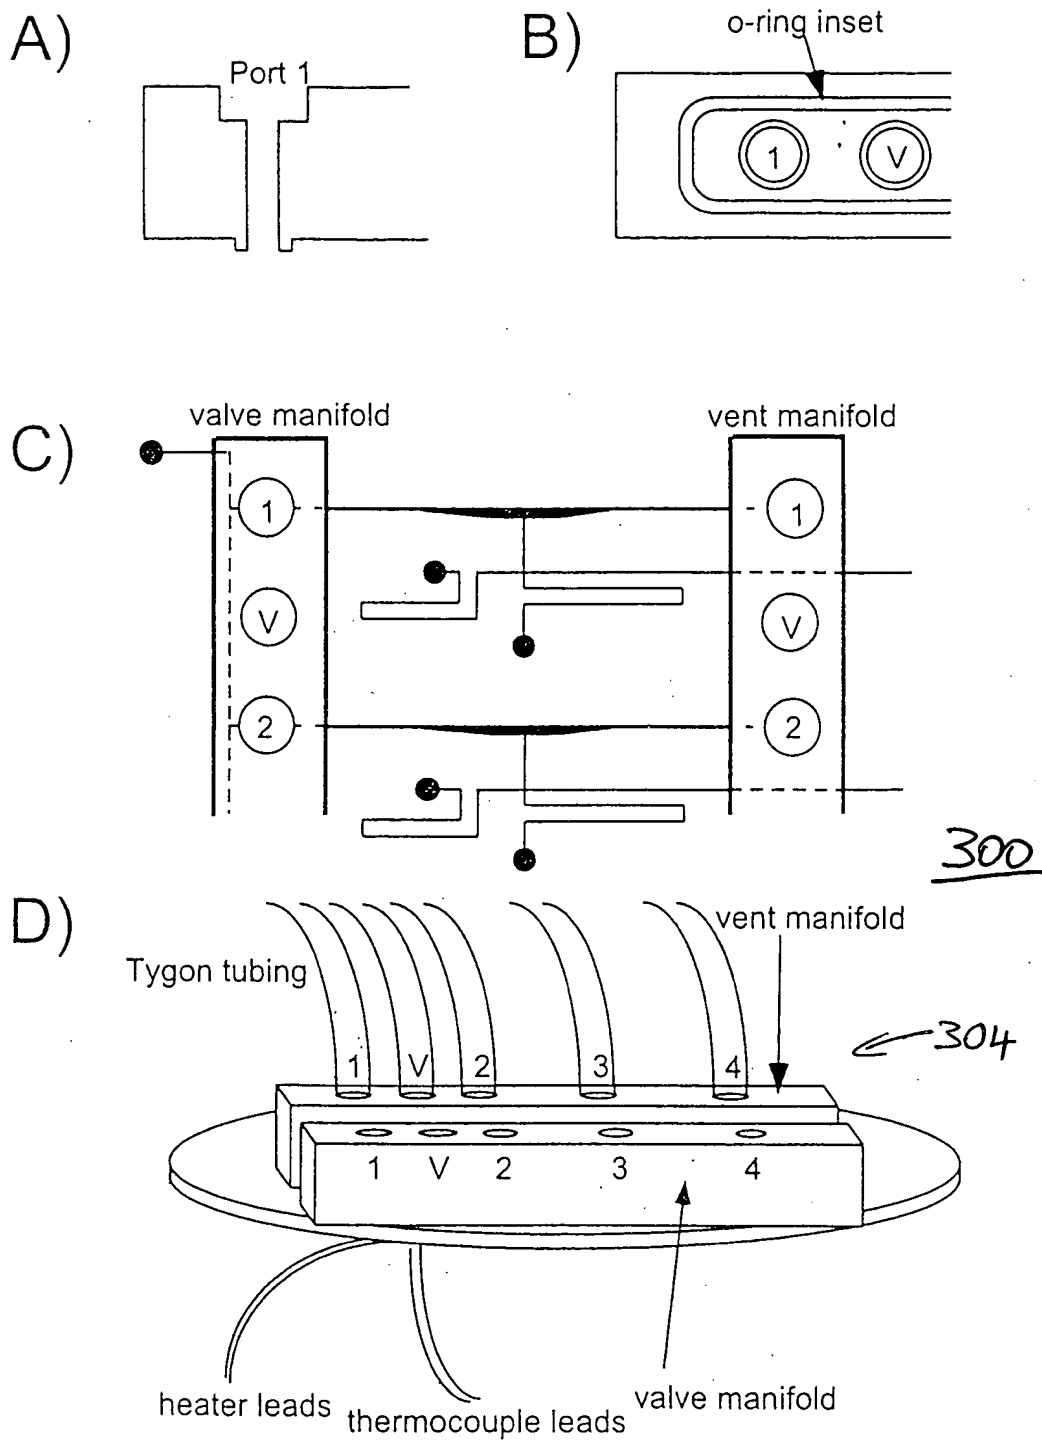 A)
Port 1
B)
o-ring inset
1
V
C)
valve manifold
vent manifold
1
1
V
V
2
2
300
D)
vent manifold
Tygon tubing
304
1 V 2 3 4
1 V 2 3 4
heater leads
thermocouple leads
valve manifold